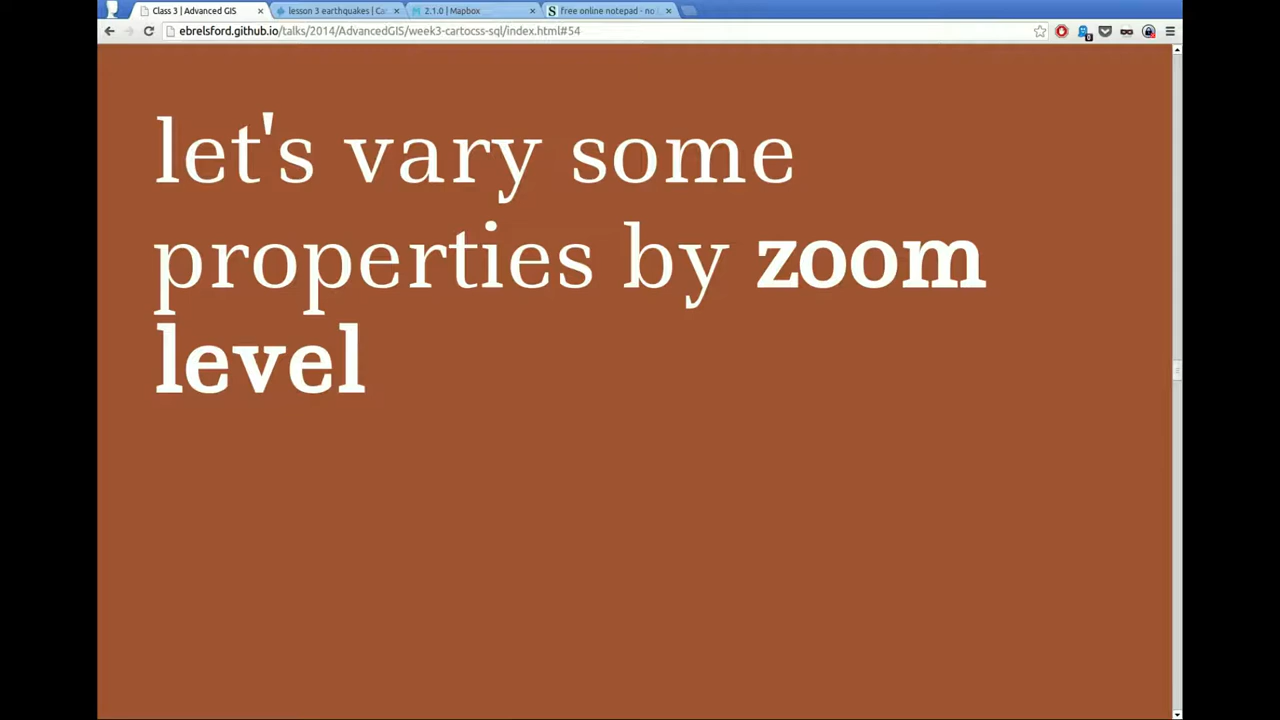 Class 3 | Advanced GIS
lesson 3 earthquakes | Ca
2.1.0 | Mapbox
free online notepad - no
ebrelsford.github.io/talks/2014/AdvancedGIS/week3-cartocss-sql/index.html#54
let's vary some
properties by zoom
level